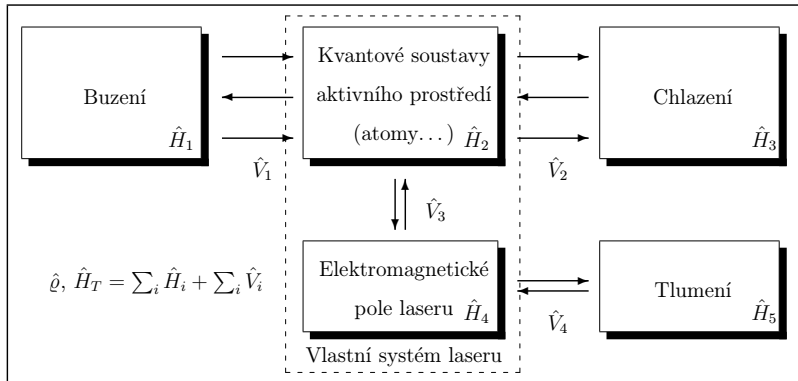 Buzení
Ĥ₁
V̂₁
Kvantové soustavy
aktivního prostředí
(atomy...)
Ĥ₂
V̂₂
Chlazení
Ĥ₃
V̂₃
ϱ̂, Ĥ_T = ∑ᵢ Ĥᵢ + ∑ᵢ V̂ᵢ
Elektromagnetické
pole laseru
Ĥ₄
V̂₄
Tlumení
Ĥ₅
Vlastní systém laseru